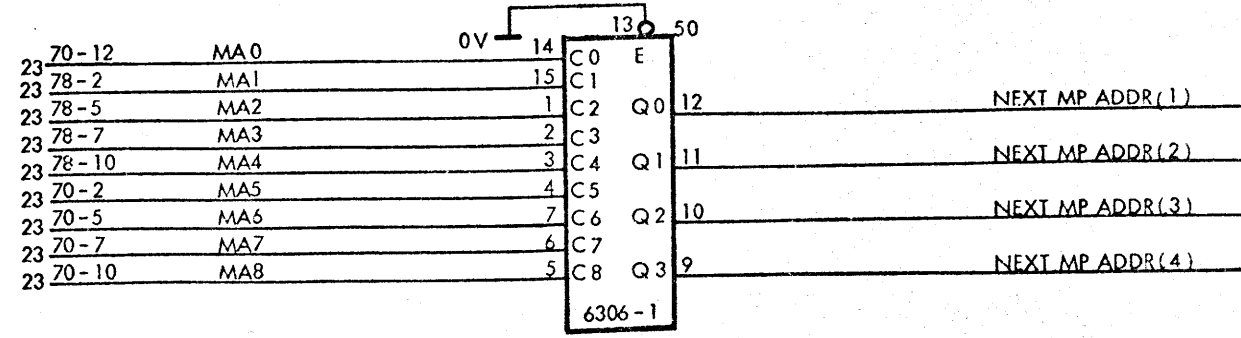 13 50
0V
23 70-12 MA0 14 C0 E
23 78-2 MA1 15 C1
23 78-5 MA2 1 C2 Q0 12 NEXT MP ADDR(1)
23 78-7 MA3 2 C3
23 78-10 MA4 3 C4 Q1 11 NEXT MP ADDR(2)
23 70-2 MA5 4 C5
23 70-5 MA6 7 C6 Q2 10 NEXT MP ADDR(3)
23 70-7 MA7 6 C7
23 70-10 MA8 5 C8 Q3 9 NEXT MP ADDR(4)
6306-1